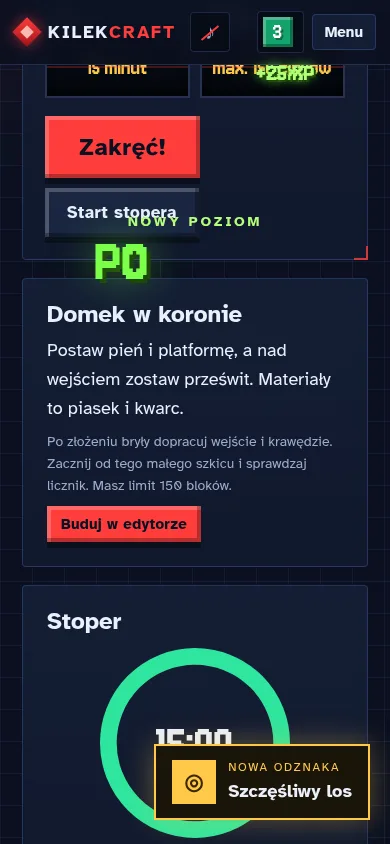 KILEKCRAFT
3
Menu
15 minut
max.
Zakręć!
Start stopera
NOWY POZIOM
PO
Domek w koronie
Postaw pień i platformę, a nad
wejściem zostaw prześwit. Materiały
to piasek i kwarc.
Po złożeniu bryły dopracuj wejście i krawędzie.
Zacznij od tego małego szkicu i sprawdzaj
licznik. Masz limit 150 bloków.
Buduj w edytorze
Stoper
15:00
NOWA ODZNAKA
Szczęśliwy los